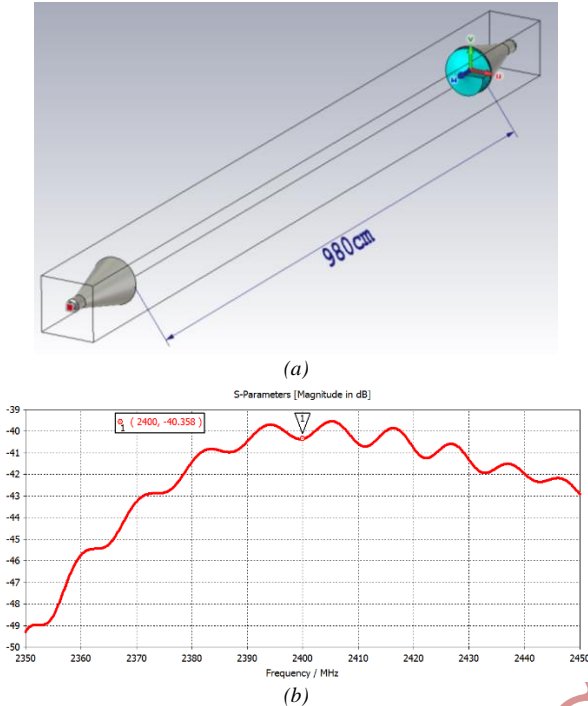 V
W
U
980cm
(a)
S-Parameters [Magnitude in dB]
-39
-40
-41
-42
-43
-44
-45
-46
-47
-48
-49
-50
1 ( 2400, -40.358 )
1
2350 2360 2370 2380 2390 2400 2410 2420 2430 2440 2450
Frequency / MHz
(b)